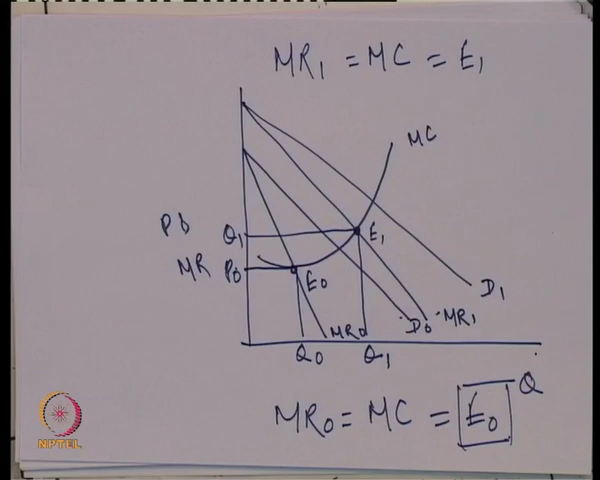 MR₁ = MC = E₁
MC
Pb
Q₁
E₁
MR
P₀
E₀
D₁
MR₀
D₀
MR₁
Q₀
Q₁
Q
MR₀ = MC = E₀
NPTEL